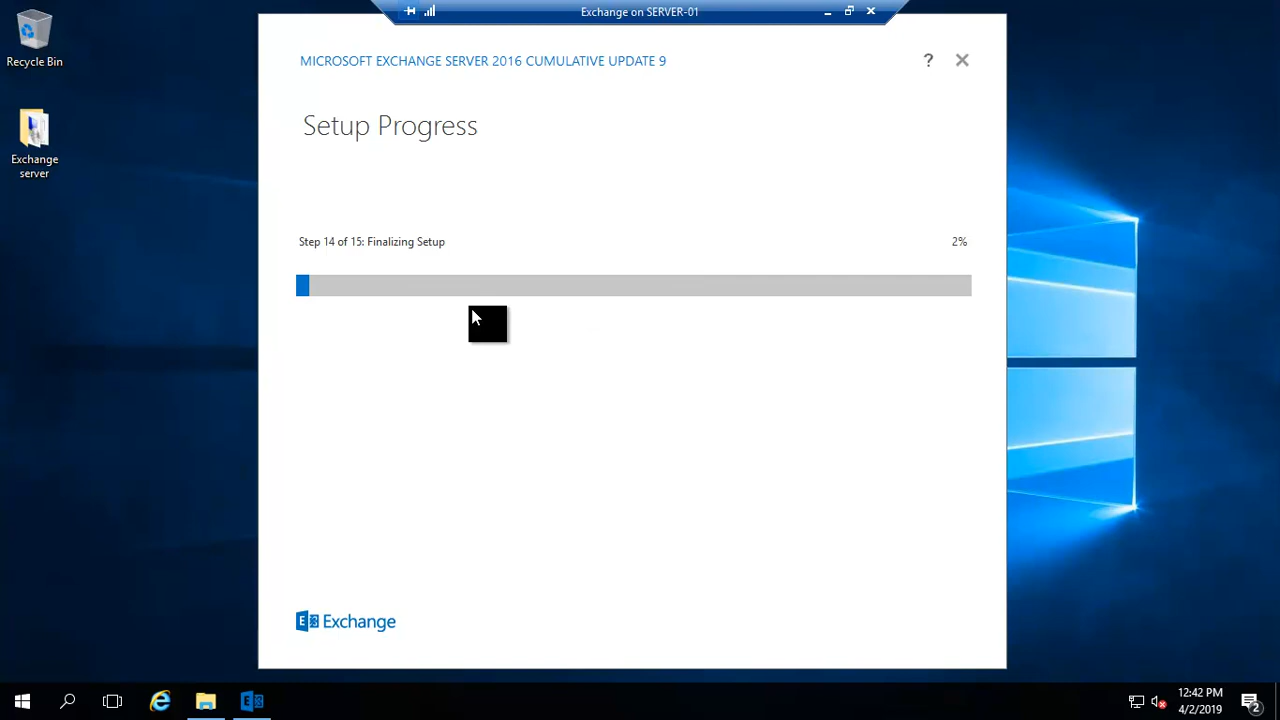 Exchange on SERVER-01
Recycle Bin
Exchange
server
MICROSOFT EXCHANGE SERVER 2016 CUMULATIVE UPDATE 9
?
Setup Progress
Step 14 of 15: Finalizing Setup
2%
E Exchange
12:42 PM
4/2/2019
2